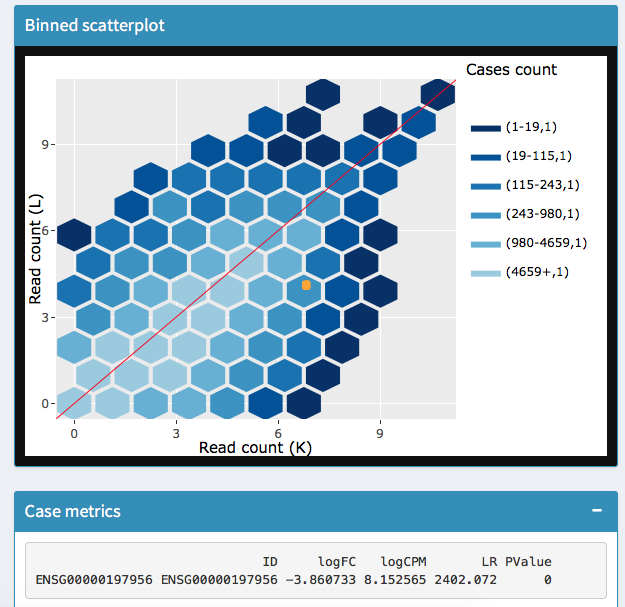 Binned scatterplot
Cases count
(1-19,1)
(19-115,1)
(115-243,1)
(243-980,1)
(980-4659,1)
(4659+,1)
Read count (L)
9
6
3
0
0 3 6 9
Read count (K)
Case metrics
ID logFC logCPM LR PValue
ENSG00000197956 ENSG00000197956 −3.860733 8.152565 2402.072 0